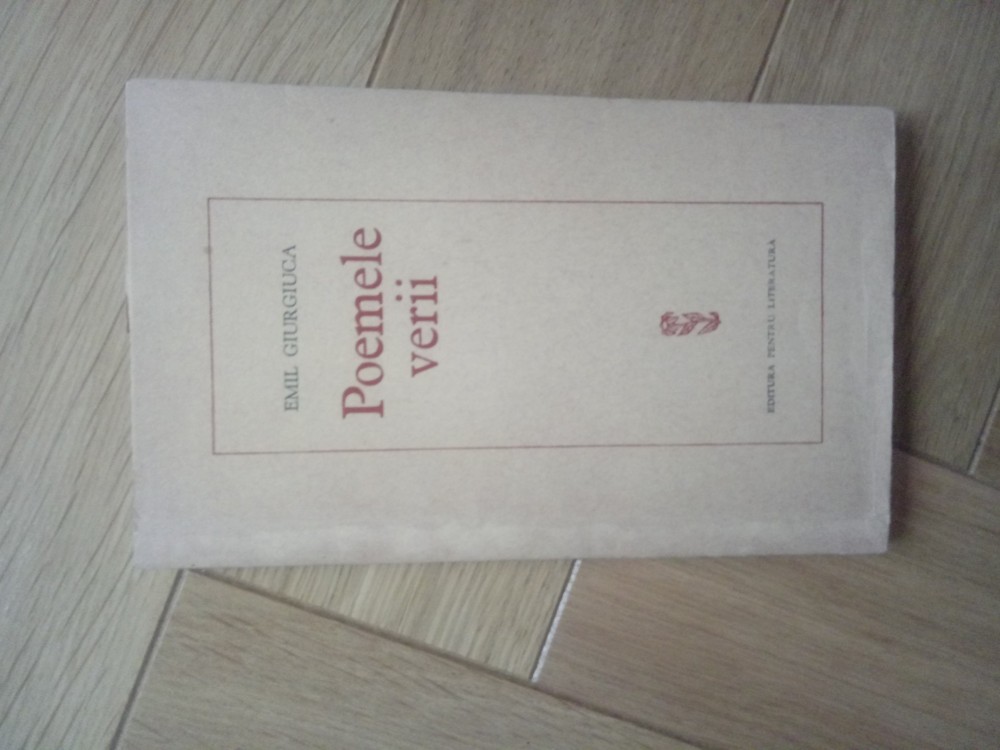 EMIL GIURGIUCA
Poemele
verii
EDITURA PENTRU LITERATURA